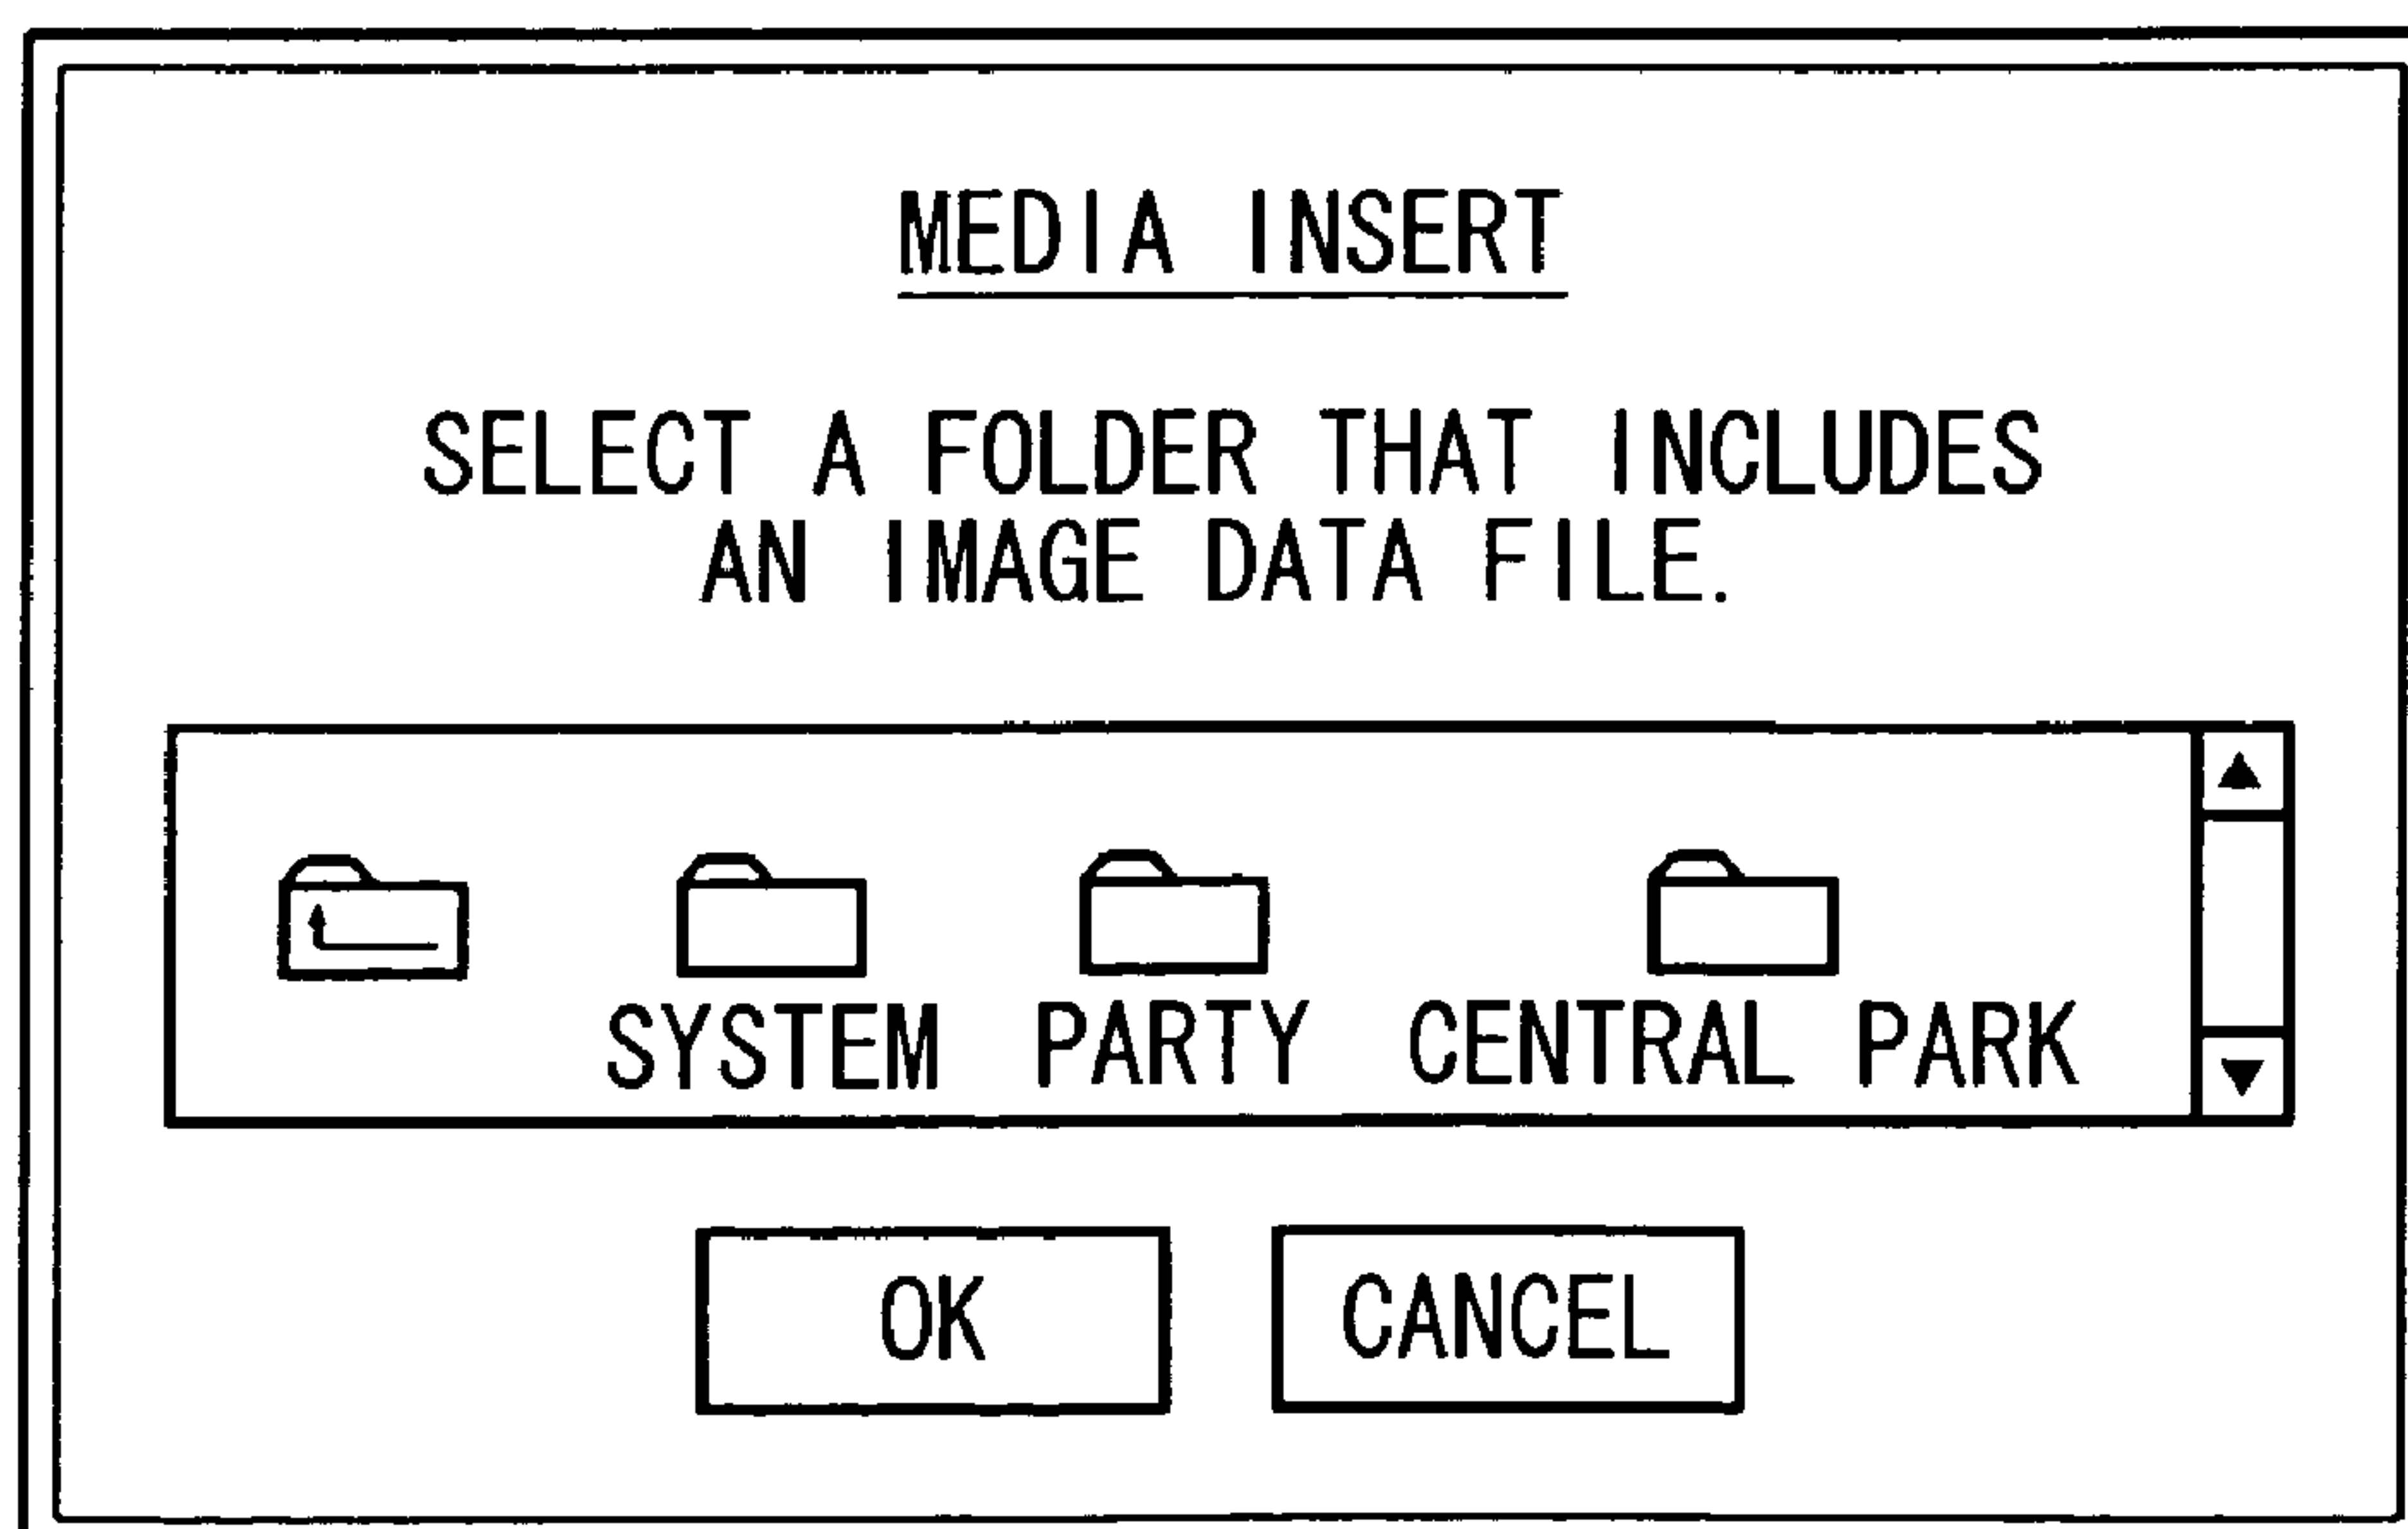 MEDIA INSERT
SELECT A FOLDER THAT INCLUDES
AN IMAGE DATA FILE.
SYSTEM PARTY CENTRAL PARK
OK CANCEL